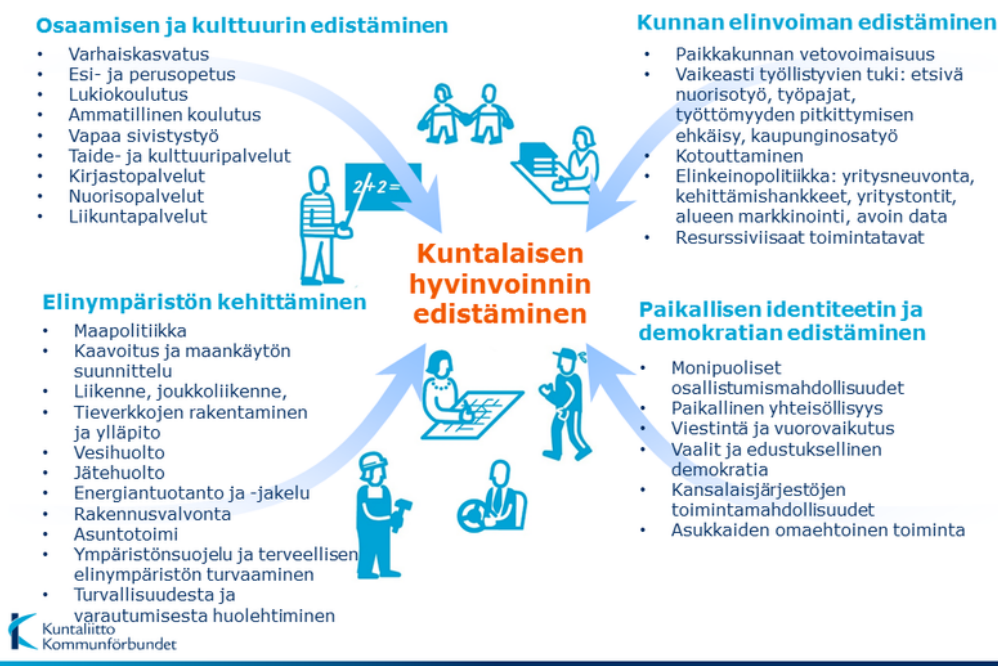 Osaamisen ja kulttuurin edistäminen
• Varhaiskasvatus
• Esi- ja perusopetus
• Lukiokoulutus
• Ammatillinen koulutus
• Vapaa sivistystyö
• Taide- ja kulttuuripalvelut
• Kirjastopalvelut
• Nuorisopalvelut
• Liikuntapalvelut
Kunnan elinvoiman edistäminen
• Paikkakunnan vetovoimaisuus
• Vaikeasti työllistyvien tuki: etsivä
nuorisotyö, työpajat,
työttömyyden pitkittymisen
ehkäisy, kaupunginosatyö
• Kotouttaminen
• Elinkeinopolitiikka: yritysneuvonta,
kehittämishankkeet, yritystontit,
alueen markkinointi, avoin data
• Resurssiviisaat toimintatavat
2+2=
Kuntalaisen
hyvinvoinnin
edistäminen
Elinympäristön kehittäminen
• Maapolitiikka
• Kaavoitus ja maankäytön
suunnittelu
• Liikenne, joukkoliikenne,
• Tieverkkojen rakentaminen
ja ylläpito
• Vesihuolto
• Jätehuolto
• Energiantuotanto ja -jakelu
• Rakennusvalvonta
• Asuntotoimi
• Ympäristönsuojelu ja terveellisen
elinympäristön turvaaminen
• Turvallisuudesta ja
varautumisesta huolehtiminen
Paikallisen identiteetin ja
demokratian edistäminen
• Monipuoliset
osallistumismahdollisuudet
• Paikallinen yhteisöllisyys
• Viestintä ja vuorovaikutus
• Vaalit ja edustuksellinen
demokratia
• Kansalaisjärjestöjen
toimintamahdollisuudet
• Asukkaiden omaehtoinen toiminta
Kuntaliitto
Kommunförbundet